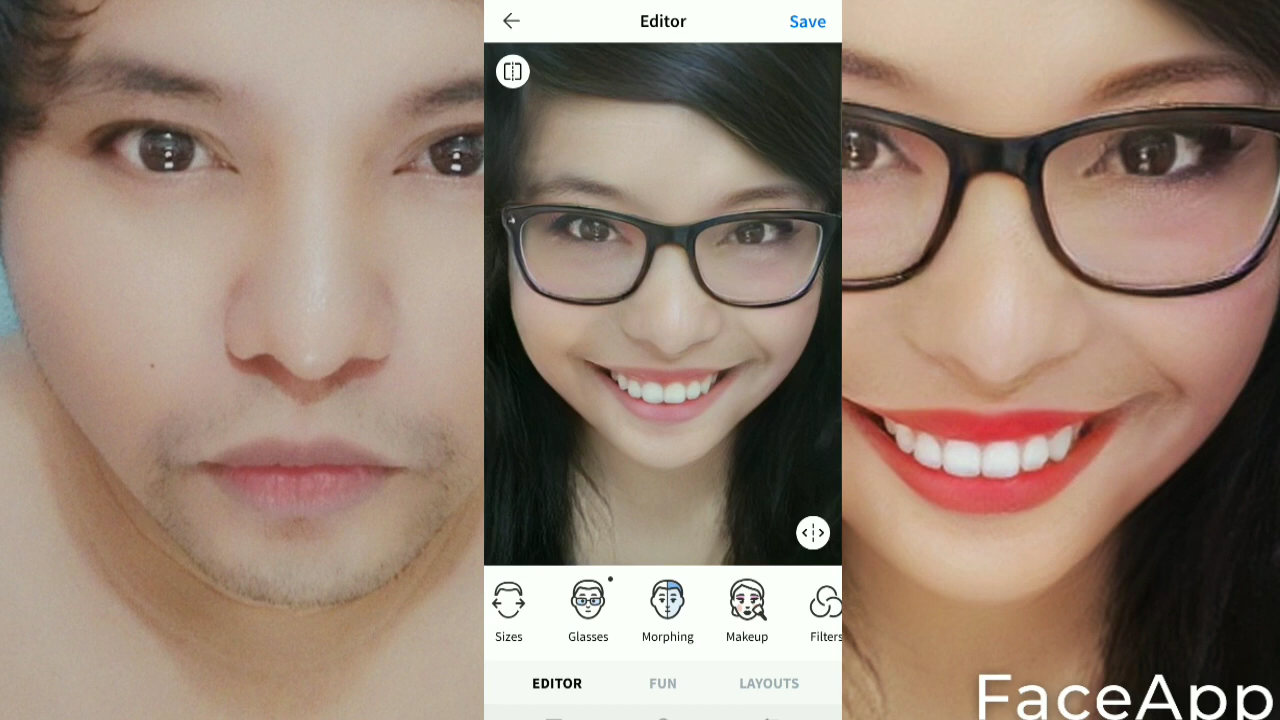 Editor
Save
Sizes
Glasses
Morphing
Makeup
Filters
EDITOR
FUN
LAYOUTS
FaceApp